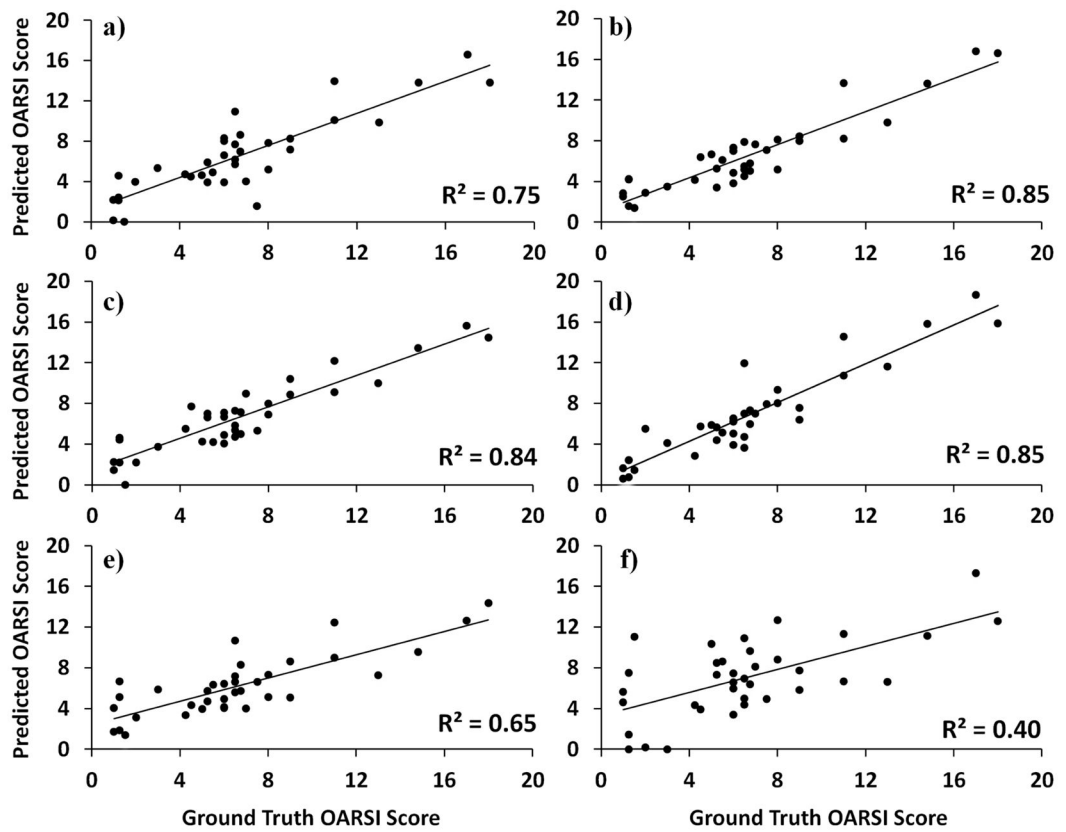 20
16
12
8
4
0
0 4 8 12 16 20
Predicted OARSI Score
a)
R² = 0.75
20
16
12
8
4
0
0 4 8 12 16 20
b)
R² = 0.85
20
16
12
8
4
0
0 4 8 12 16 20
Predicted OARSI Score
c)
R² = 0.84
20
16
12
8
4
0
0 4 8 12 16 20
d)
R² = 0.85
20
16
12
8
4
0
0 4 8 12 16 20
Predicted OARSI Score
e)
R² = 0.65
Ground Truth OARSI Score
20
16
12
8
4
0
0 4 8 12 16 20
f)
R² = 0.40
Ground Truth OARSI Score